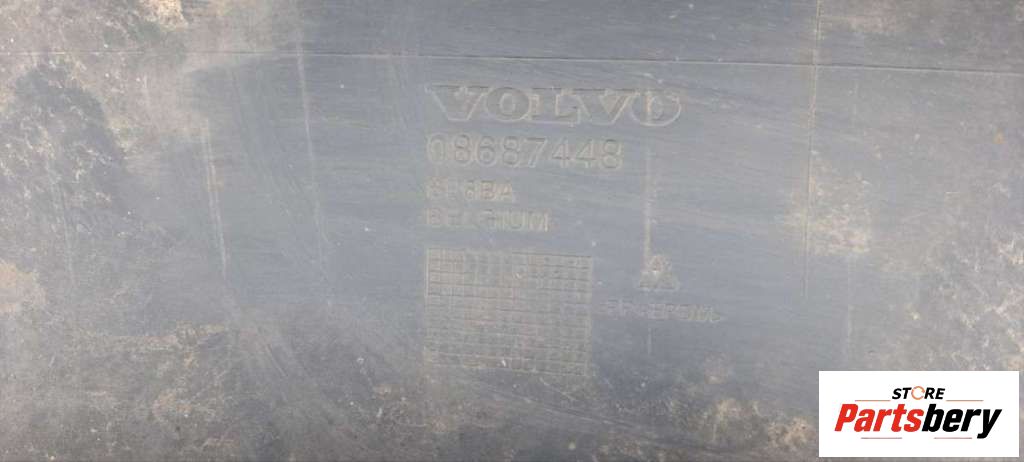 VOLVO
08687448
BELGIUM
STORE
Partsbery